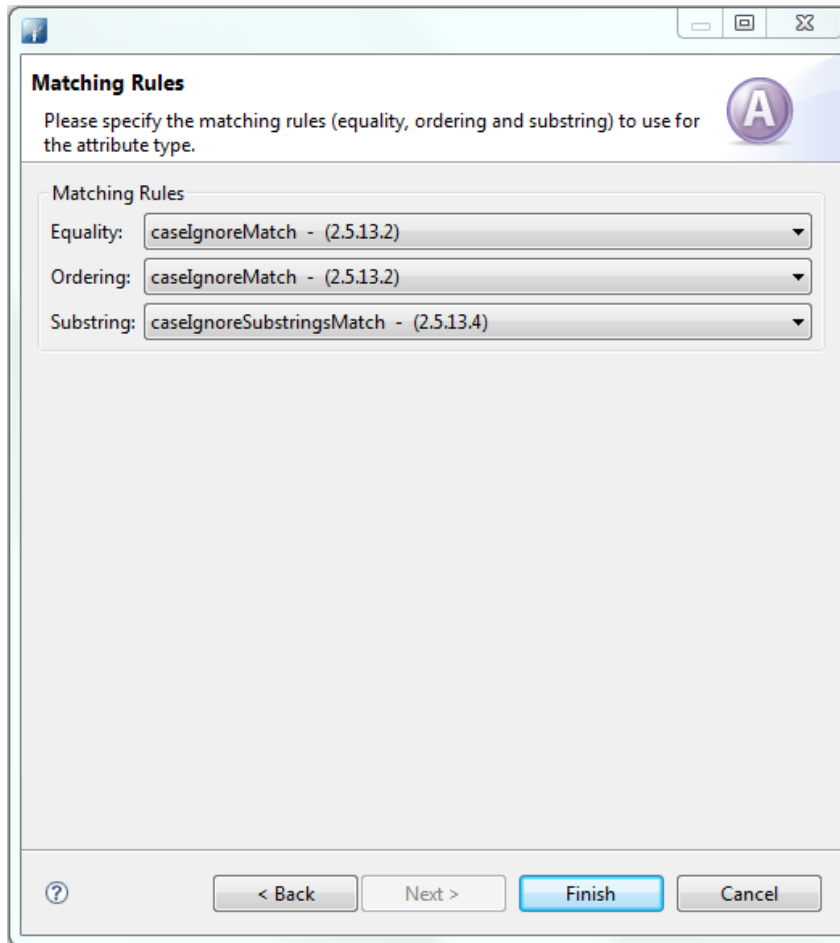 Matching Rules
Please specify the matching rules (equality, ordering and substring) to use for
the attribute type.
A
Matching Rules
Equality: caseIgnoreMatch - (2.5.13.2)
Ordering: caseIgnoreMatch - (2.5.13.2)
Substring: caseIgnoreSubstringsMatch - (2.5.13.4)
? < Back Next > Finish Cancel